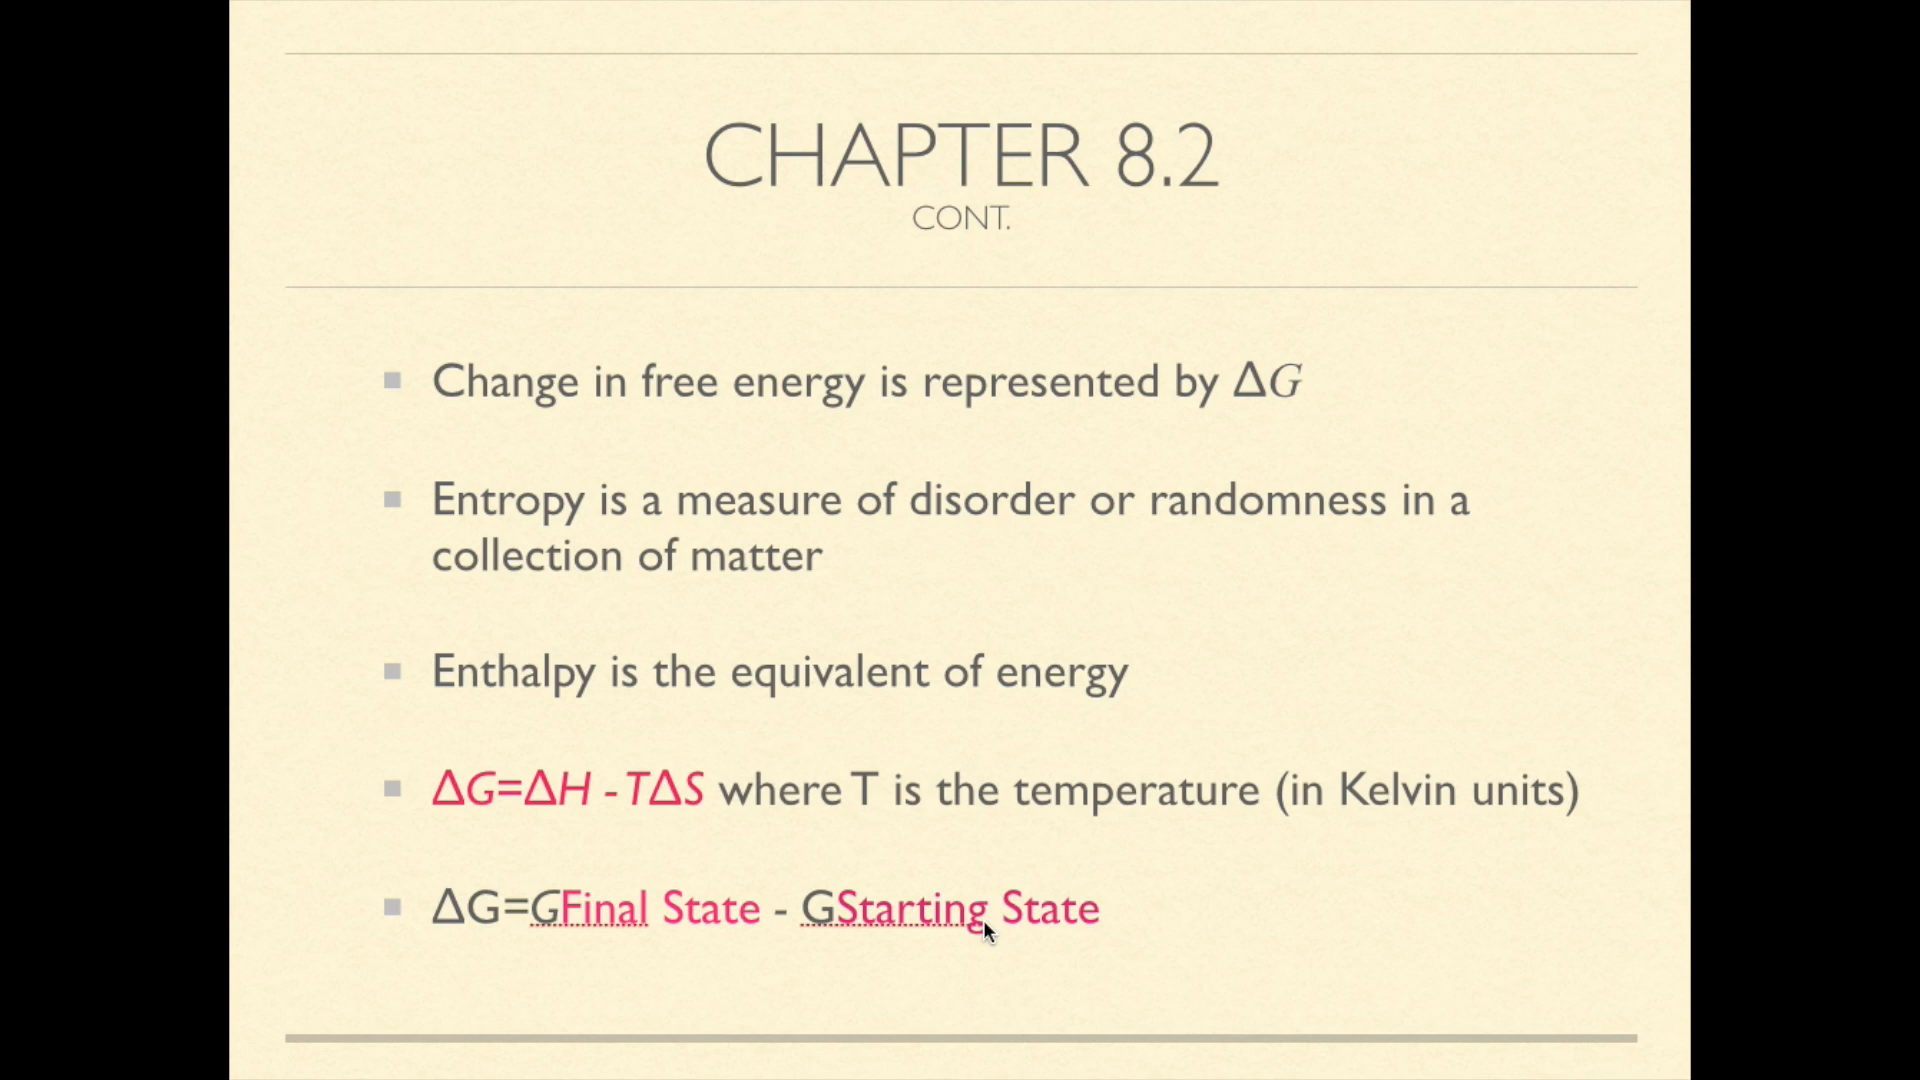 CHAPTER 8.2
CONT.
Change in free energy is represented by ΔG
Entropy is a measure of disorder or randomness in a
collection of matter
Enthalpy is the equivalent of energy
ΔG=ΔH - TΔS where T is the temperature (in Kelvin units)
ΔG=GFinal State - GStarting State